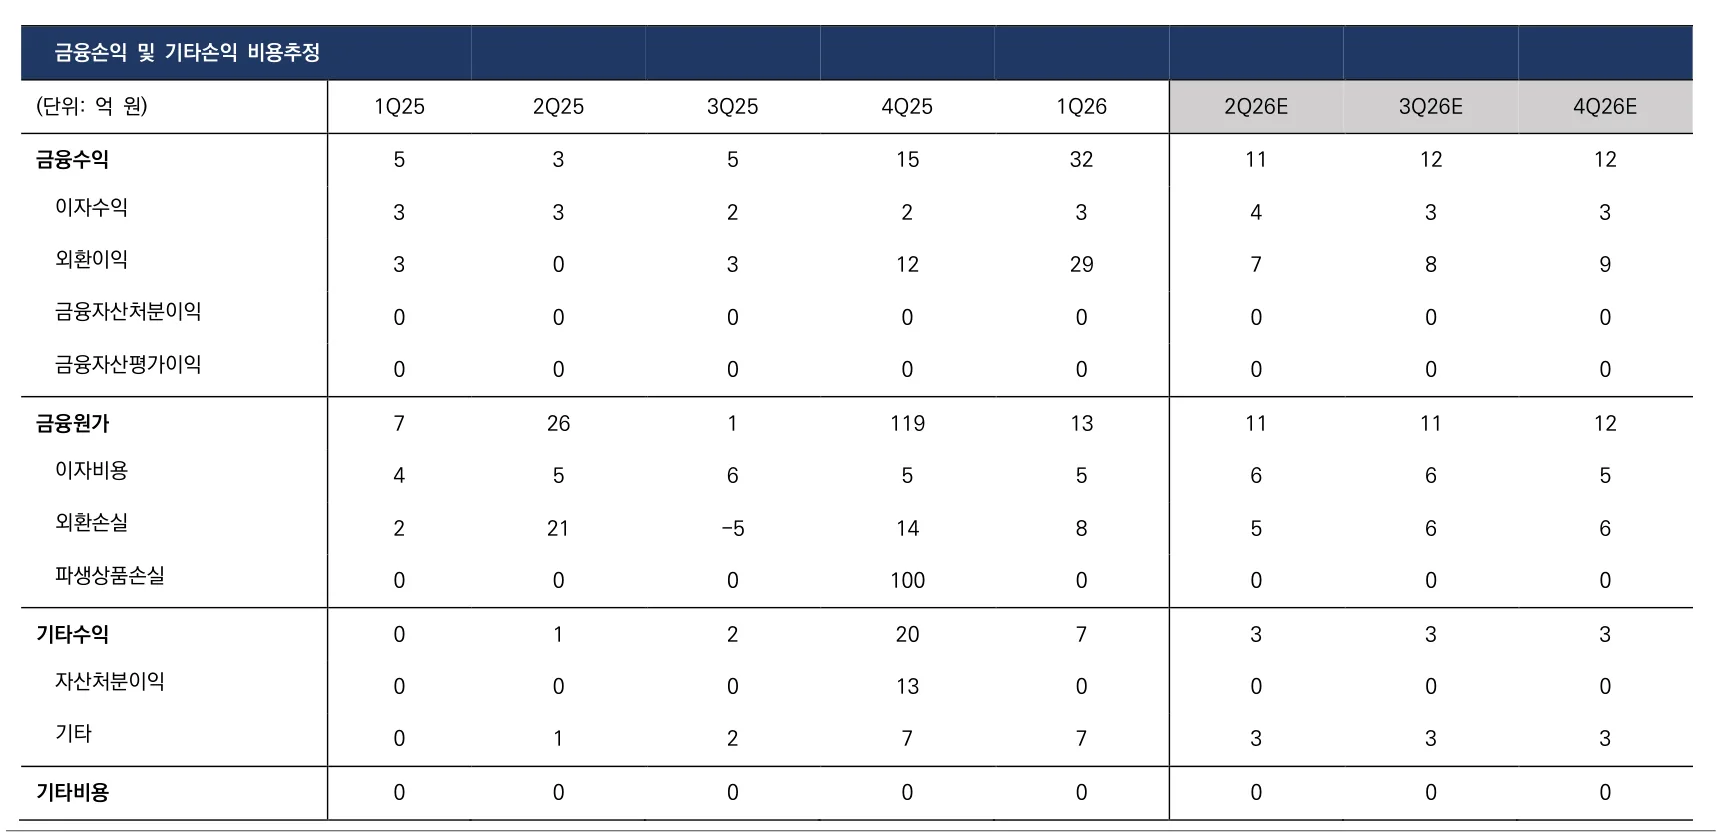 금융손익 및 기타손익 비용추정
(단위: 억 원) 1Q25 2Q25 3Q25 4Q25 1Q26 2Q26E 3Q26E 4Q26E
금융수익 5 3 5 15 32 11 12 12
이자수익 3 3 2 2 3 4 3 3
외환이익 3 0 3 12 29 7 8 9
금융자산처분이익 0 0 0 0 0 0 0 0
금융자산평가이익 0 0 0 0 0 0 0 0
금융원가 7 26 1 119 13 11 11 12
이자비용 4 5 6 5 5 6 6 5
외환손실 2 21 -5 14 8 5 6 6
파생상품손실 0 0 0 100 0 0 0 0
기타수익 0 1 2 20 7 3 3 3
자산처분이익 0 0 0 13 0 0 0 0
기타 0 1 2 7 7 3 3 3
기타비용 0 0 0 0 0 0 0 0